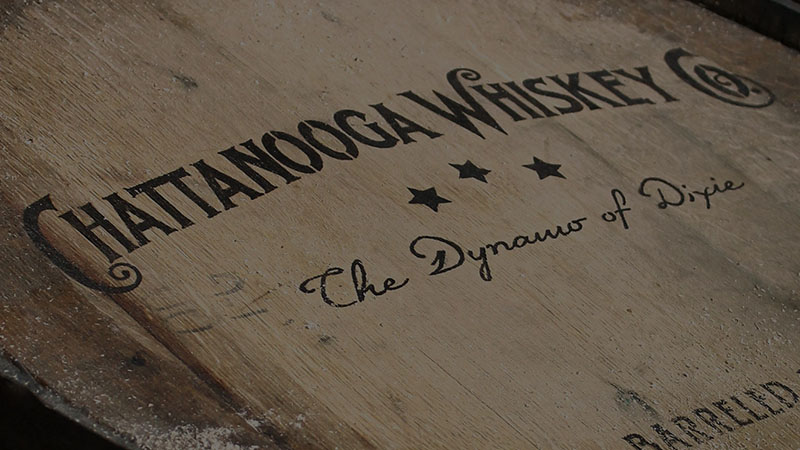 CHATTANOOGA WHISKEY CO.
The Dynamo of Dixie
BARRELED